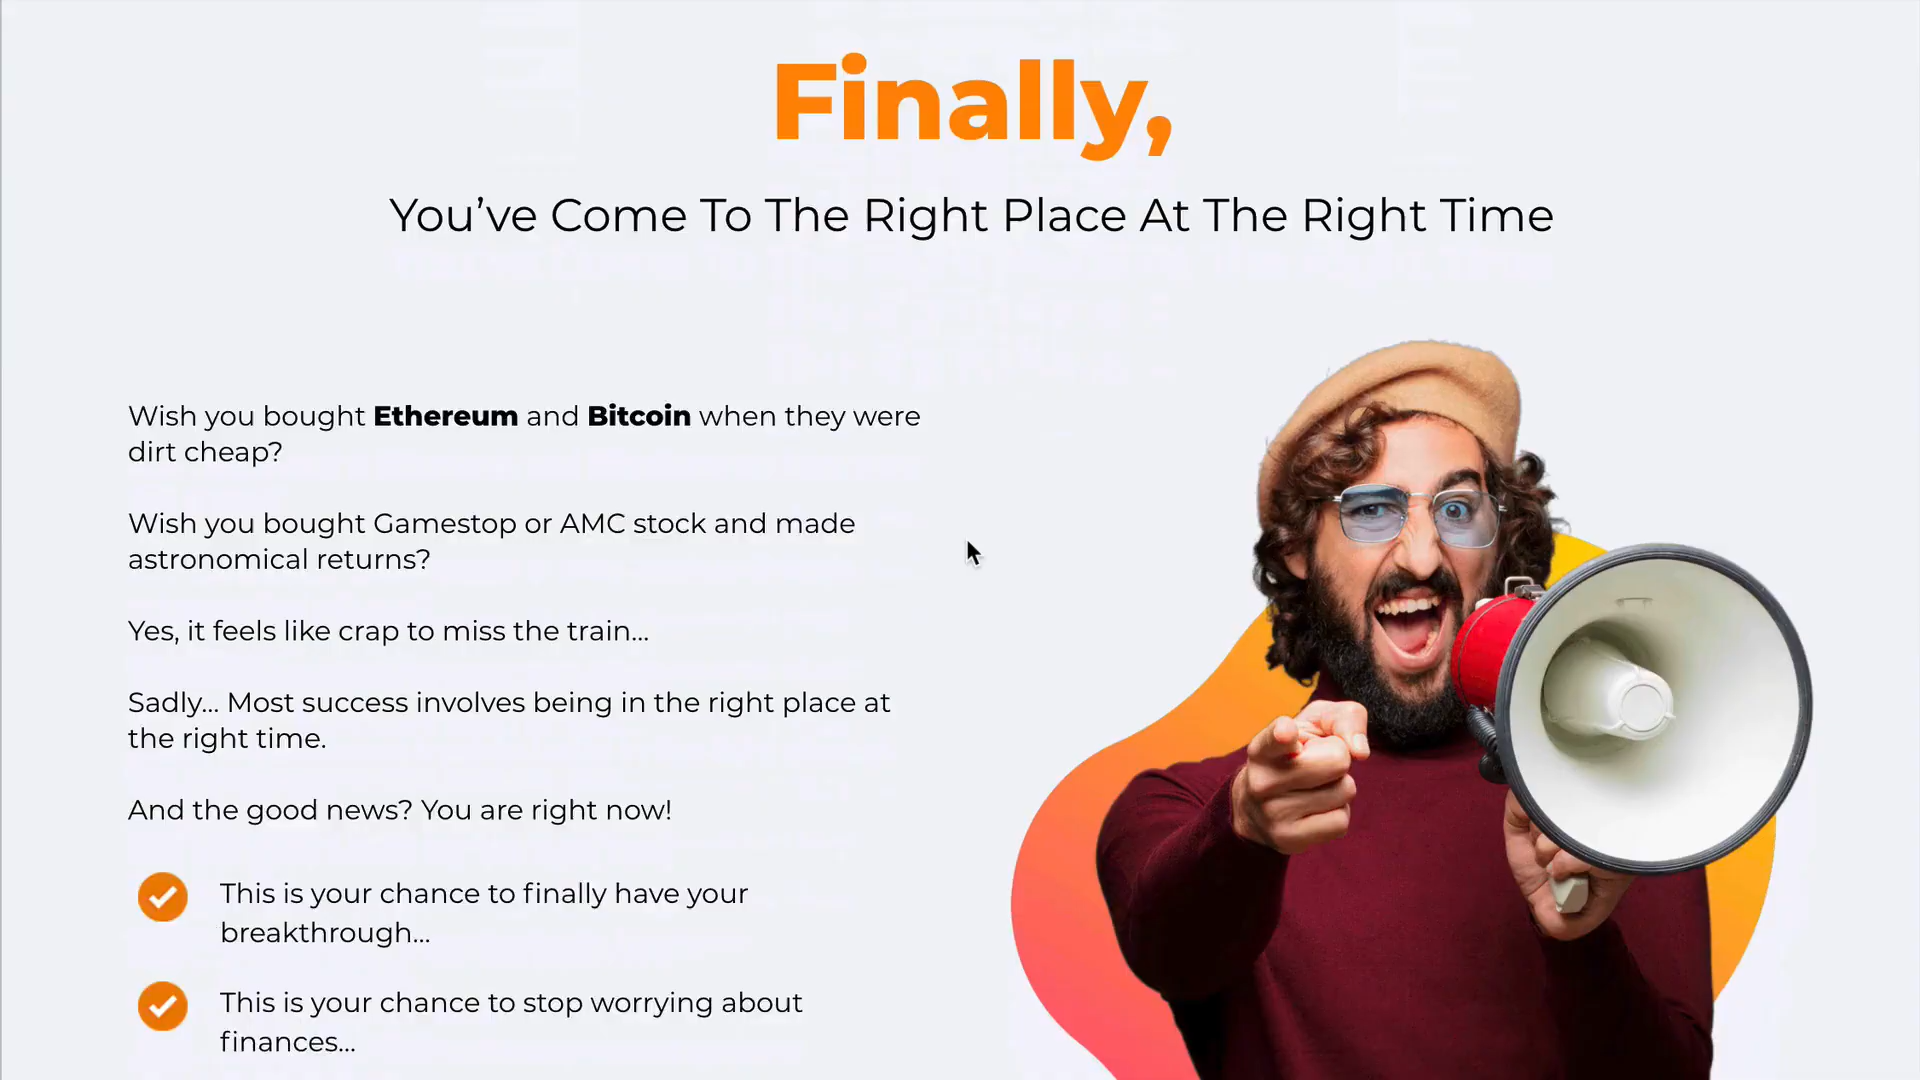 Finally,
You’ve Come To The Right Place At The Right Time
Wish you bought Ethereum and Bitcoin when they were
dirt cheap?
Wish you bought Gamestop or AMC stock and made
astronomical returns?
Yes, it feels like crap to miss the train...
Sadly... Most success involves being in the right place at
the right time.
And the good news? You are right now!
This is your chance to finally have your
breakthrough...
This is your chance to stop worrying about
finances...